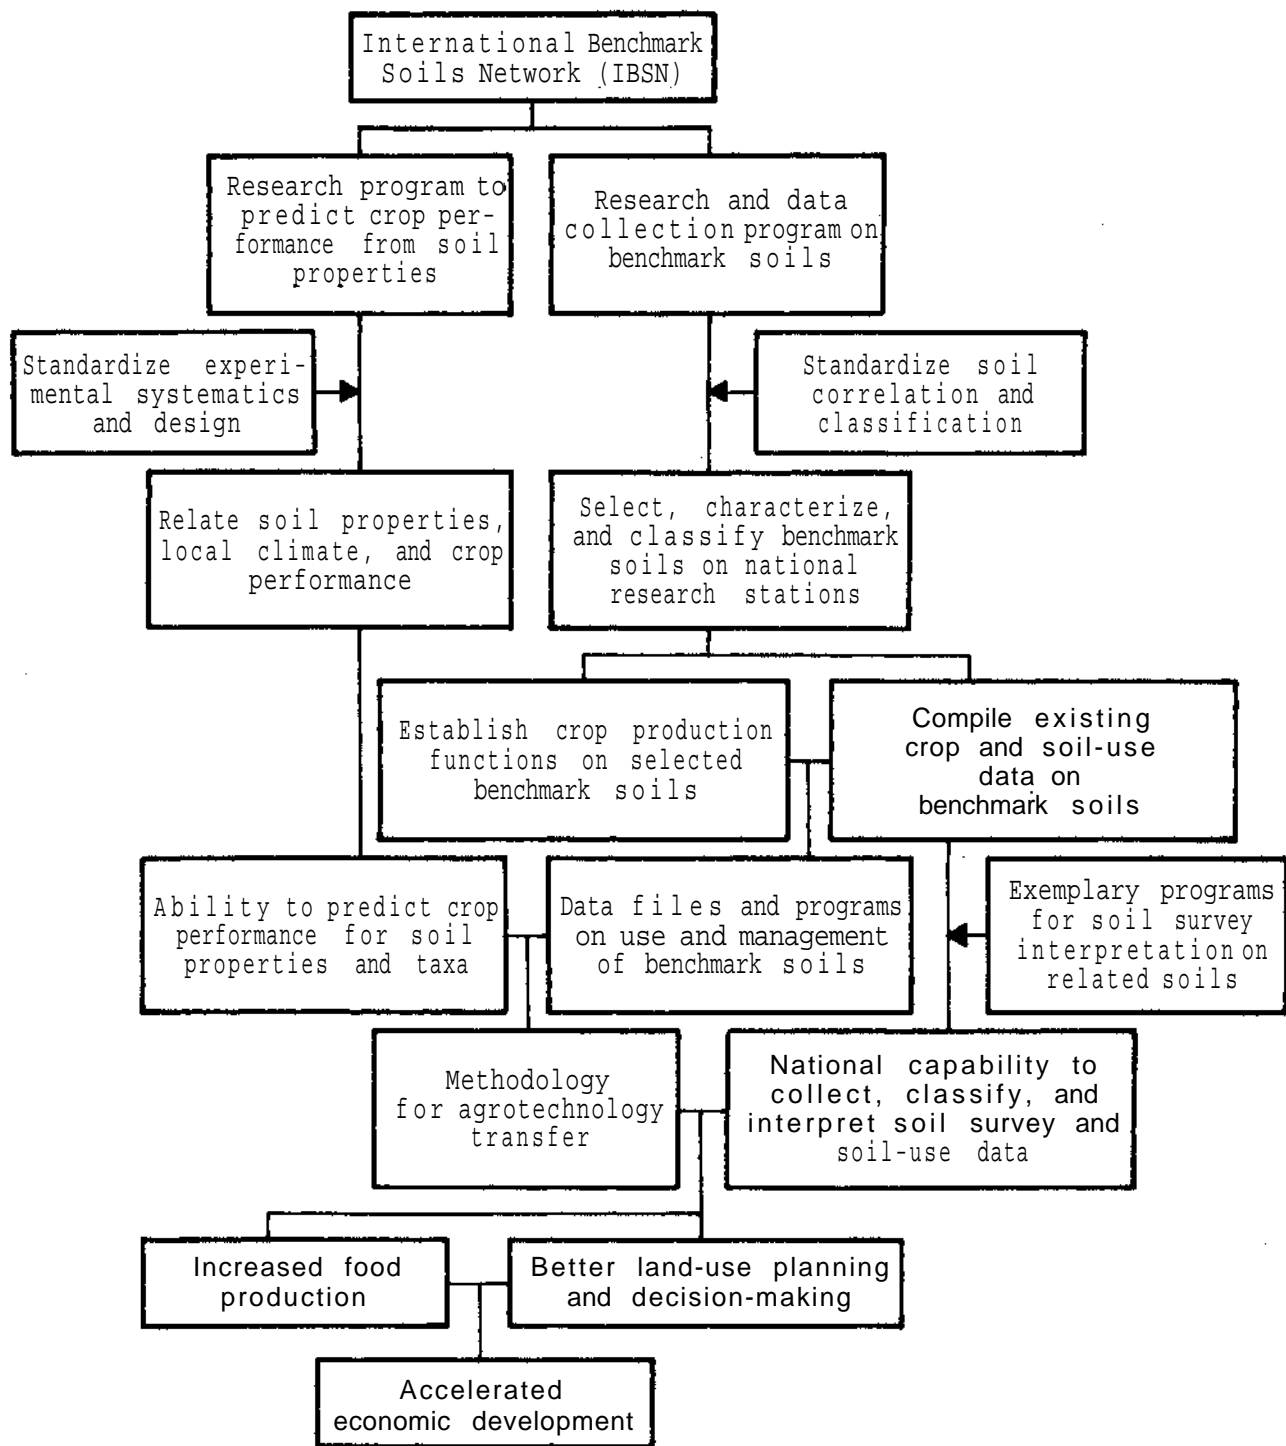 International Benchmark
Soils Network (IBSN)
Research program to
predict crop per-
formance from soil
properties
Research and data
collection program on
benchmark soils
Standardize experi-
mental systematics
and design
Standardize soil
correlation and
classification
Relate soil properties,
local climate, and crop
performance
Select, characterize,
and classify benchmark
soils on national
research stations
Establish crop production
functions on selected
benchmark soils
Compile existing
crop and soil-use
data on
benchmark soils
Ability to predict crop
performance for soil
properties and taxa
Data files and programs
on use and management
of benchmark soils
Exemplary programs
for soil survey
interpretation on
related soils
Methodology
for agrotechnology
transfer
National capability to
collect, classify, and
interpret soil survey and
soil-use data
Increased food
production
Better land-use planning
and decision-making
Accelerated
economic development